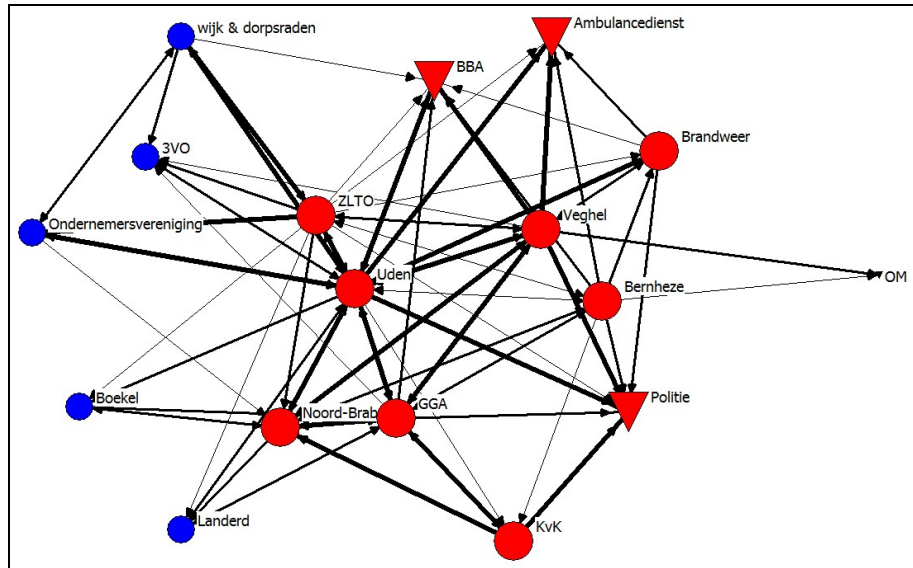 Ambulancedienst
wijk & dorpsraden
BBA
Brandweer
3VO
ZLTO
Ondernemersvereniging
Veghel
Uden
OM
Bernheze
Boekel
Noord-Brab
GGA
Politie
Landerd
KvK